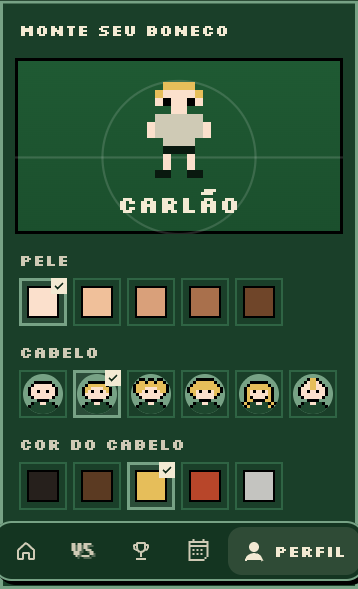 MONTE SEU BONECO
CARLÃO
PELE
CABELO
COR DO CABELO
VS
PERFIL